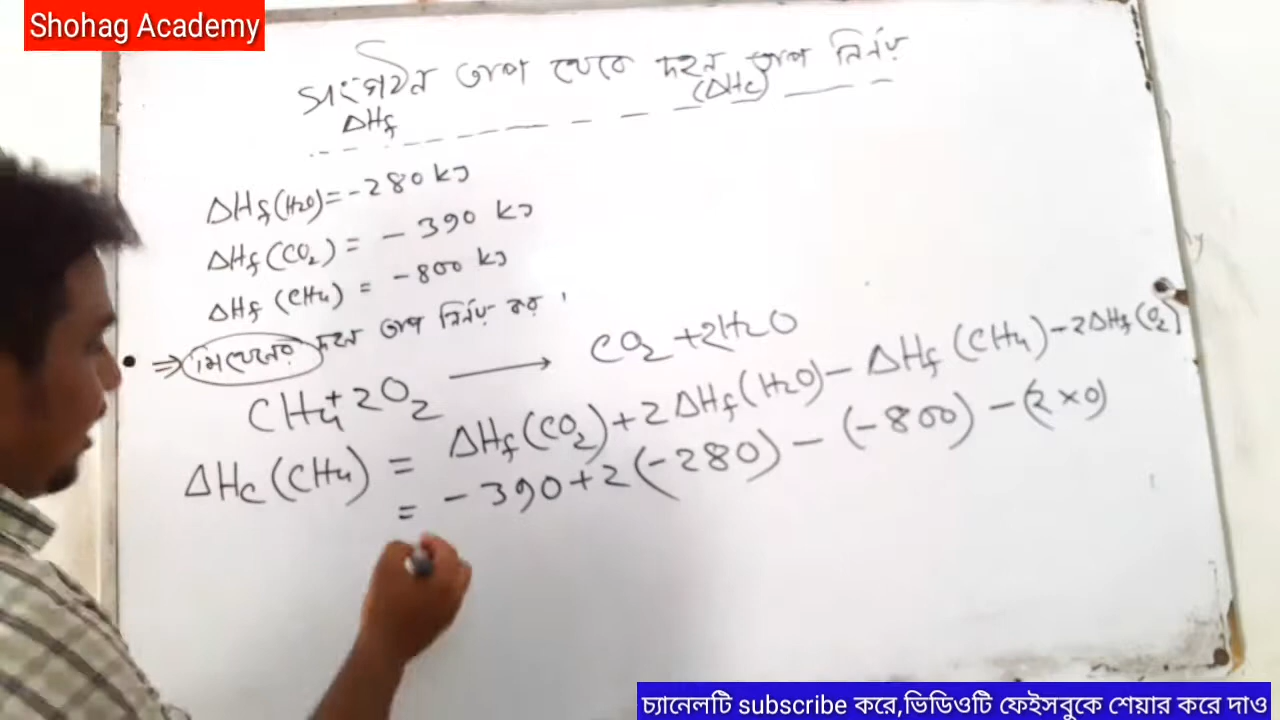 Shohag Academy
সংগঠন তাপ থেকে দহন তাপ নির্ণয়
ΔHf (ΔHc)
ΔHf(H2O) = -280 kJ
ΔHf(CO2) = -390 kJ
ΔHf(CH4) = -800 kJ
⇒ মিথেনের দহন তাপ নির্ণয় কর।
CH4 + 2O2 ⟶ CO2 + 2H2O
ΔHc(CH4) = ΔHf(CO2) + 2ΔHf(H2O) - ΔHf(CH4) - 2ΔHf(O2)
= -390 + 2(-280) - (-800) - (2×0)
চ্যানেলটি subscribe করে,ভিডিওটি ফেইসবুকে শেয়ার করে দাও